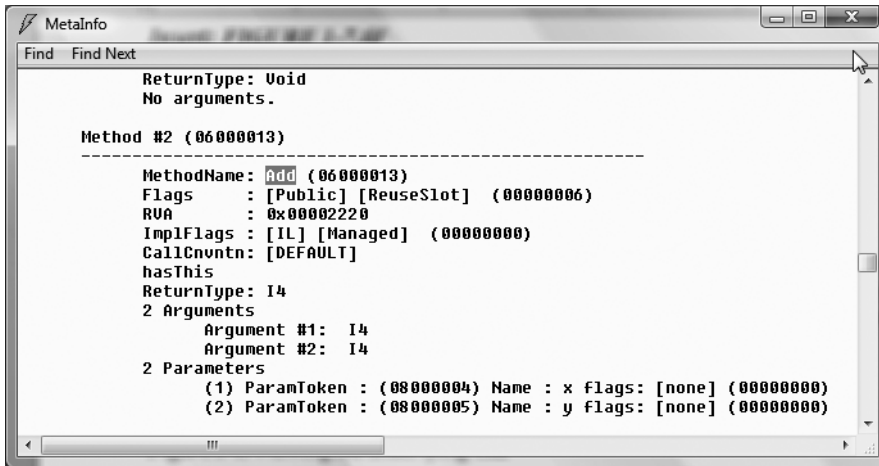 MetaInfo
Find Find Next
ReturnType: Void
No arguments.
Method #2 (06000013)
-------------------------------------------------------
MethodName: Add (06000013)
Flags : [Public] [ReuseSlot] (00000006)
RVA : 0x00002220
ImplFlags : [IL] [Managed] (00000000)
CallCnvntn: [DEFAULT]
hasThis
ReturnType: I4
2 Arguments
Argument #1: I4
Argument #2: I4
2 Parameters
(1) ParamToken : (08000004) Name : x flags: [none] (00000000)
(2) ParamToken : (08000005) Name : y flags: [none] (00000000)